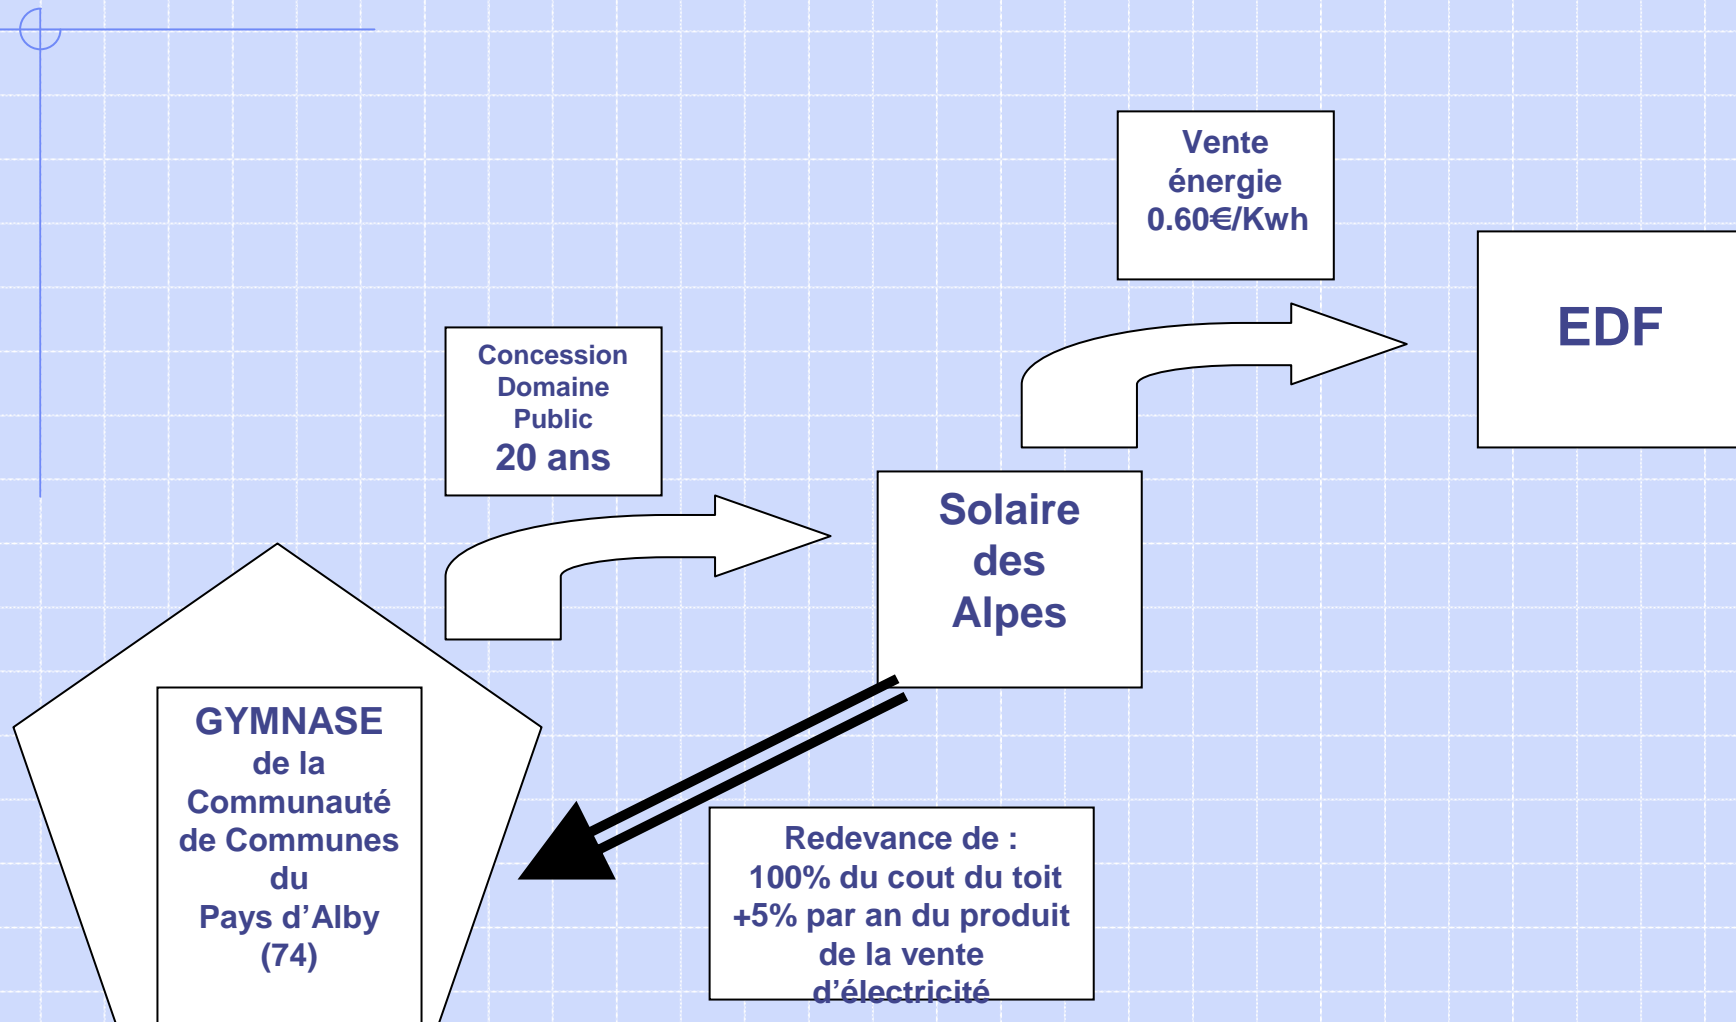 Vente
énergie
0.60€/Kwh
EDF
Concession
Domaine
Public
20 ans
Solaire
des
Alpes
GYMNASE
de la
Communauté
de Communes
du
Pays d’Alby
(74)
Redevance de :
100% du cout du toit
+5% par an du produit
de la vente
d’électricité